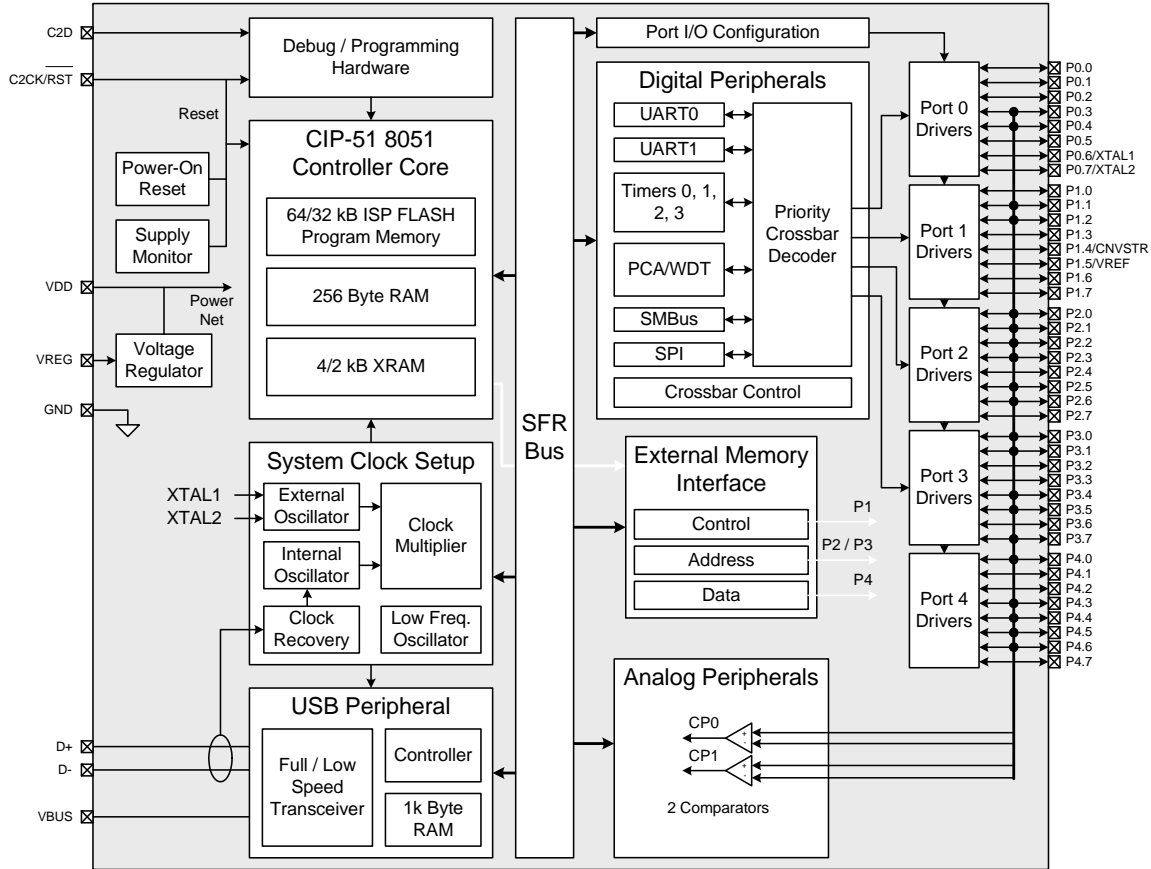 C2D
C2CK/RST
VDD
VREG
GND
D+
D-
VBUS
Debug / Programming
Hardware
Reset
Power-On
Reset
Supply
Monitor
Power
Net
Voltage
Regulator
CIP-51 8051
Controller Core
64/32 kB ISP FLASH
Program Memory
256 Byte RAM
4/2 kB XRAM
System Clock Setup
XTAL1
XTAL2
External
Oscillator
Internal
Oscillator
Clock
Recovery
Clock
Multiplier
Low Freq.
Oscillator
USB Peripheral
Full / Low
Speed
Transceiver
Controller
1k Byte
RAM
SFR
Bus
Port I/O Configuration
Digital Peripherals
UART0
UART1
Timers 0, 1,
2, 3
PCA/WDT
SMBus
SPI
Priority
Crossbar
Decoder
Crossbar Control
External Memory
Interface
Control
Address
Data
P1
P2 / P3
P4
Analog Peripherals
CP0
+
-
CP1
+
-
2 Comparators
Port 0
Drivers
Port 1
Drivers
Port 2
Drivers
Port 3
Drivers
Port 4
Drivers
P0.0
P0.1
P0.2
P0.3
P0.4
P0.5
P0.6/XTAL1
P0.7/XTAL2
P1.0
P1.1
P1.2
P1.3
P1.4/CNVSTR
P1.5/VREF
P1.6
P1.7
P2.0
P2.1
P2.2
P2.3
P2.4
P2.5
P2.6
P2.7
P3.0
P3.1
P3.2
P3.3
P3.4
P3.5
P3.6
P3.7
P4.0
P4.1
P4.2
P4.3
P4.4
P4.5
P4.6
P4.7